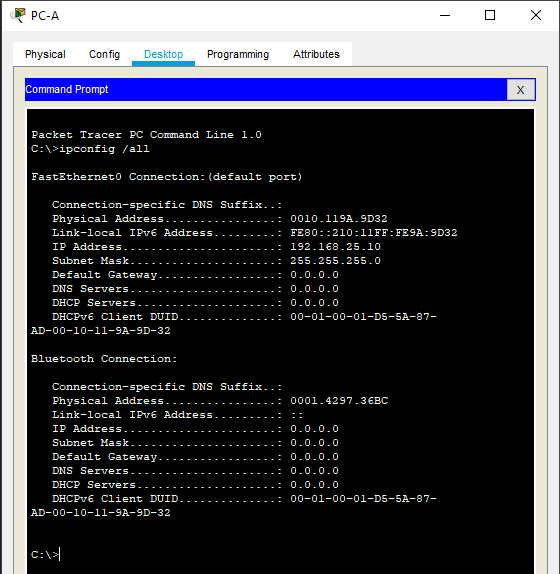 PC-A
Physical Config Desktop Programming Attributes
Command Prompt X
Packet Tracer PC Command Line 1.0
C:\>ipconfig /all
FastEthernet0 Connection:(default port)
Connection-specific DNS Suffix..:
Physical Address................: 0010.119A.9D32
Link-local IPv6 Address.........: FE80::210:11FF:FE9A:9D32
IP Address......................: 192.168.25.10
Subnet Mask.....................: 255.255.255.0
Default Gateway.................: 0.0.0.0
DNS Servers.....................: 0.0.0.0
DHCP Servers....................: 0.0.0.0
DHCPv6 Client DUID..............: 00-01-00-01-D5-5A-87-
AD-00-10-11-9A-9D-32
Bluetooth Connection:
Connection-specific DNS Suffix..:
Physical Address................: 0001.4297.36BC
Link-local IPv6 Address.........: ::
IP Address......................: 0.0.0.0
Subnet Mask.....................: 0.0.0.0
Default Gateway.................: 0.0.0.0
DNS Servers.....................: 0.0.0.0
DHCP Servers....................: 0.0.0.0
DHCPv6 Client DUID..............: 00-01-00-01-D5-5A-87-
AD-00-10-11-9A-9D-32
C:\>